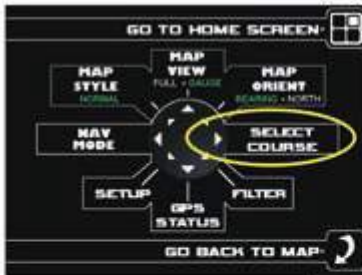 GO TO HOME SCREEN-
MAP
VIEW
FULL • GAUGE
MAP
STYLE
NORMAL
MAP
ORIENT
BEARING • NORTH
NAV
MODE
SELECT
COURSE
SETUP
FILTER
GPS
STATUS
GO BACK TO MAP-